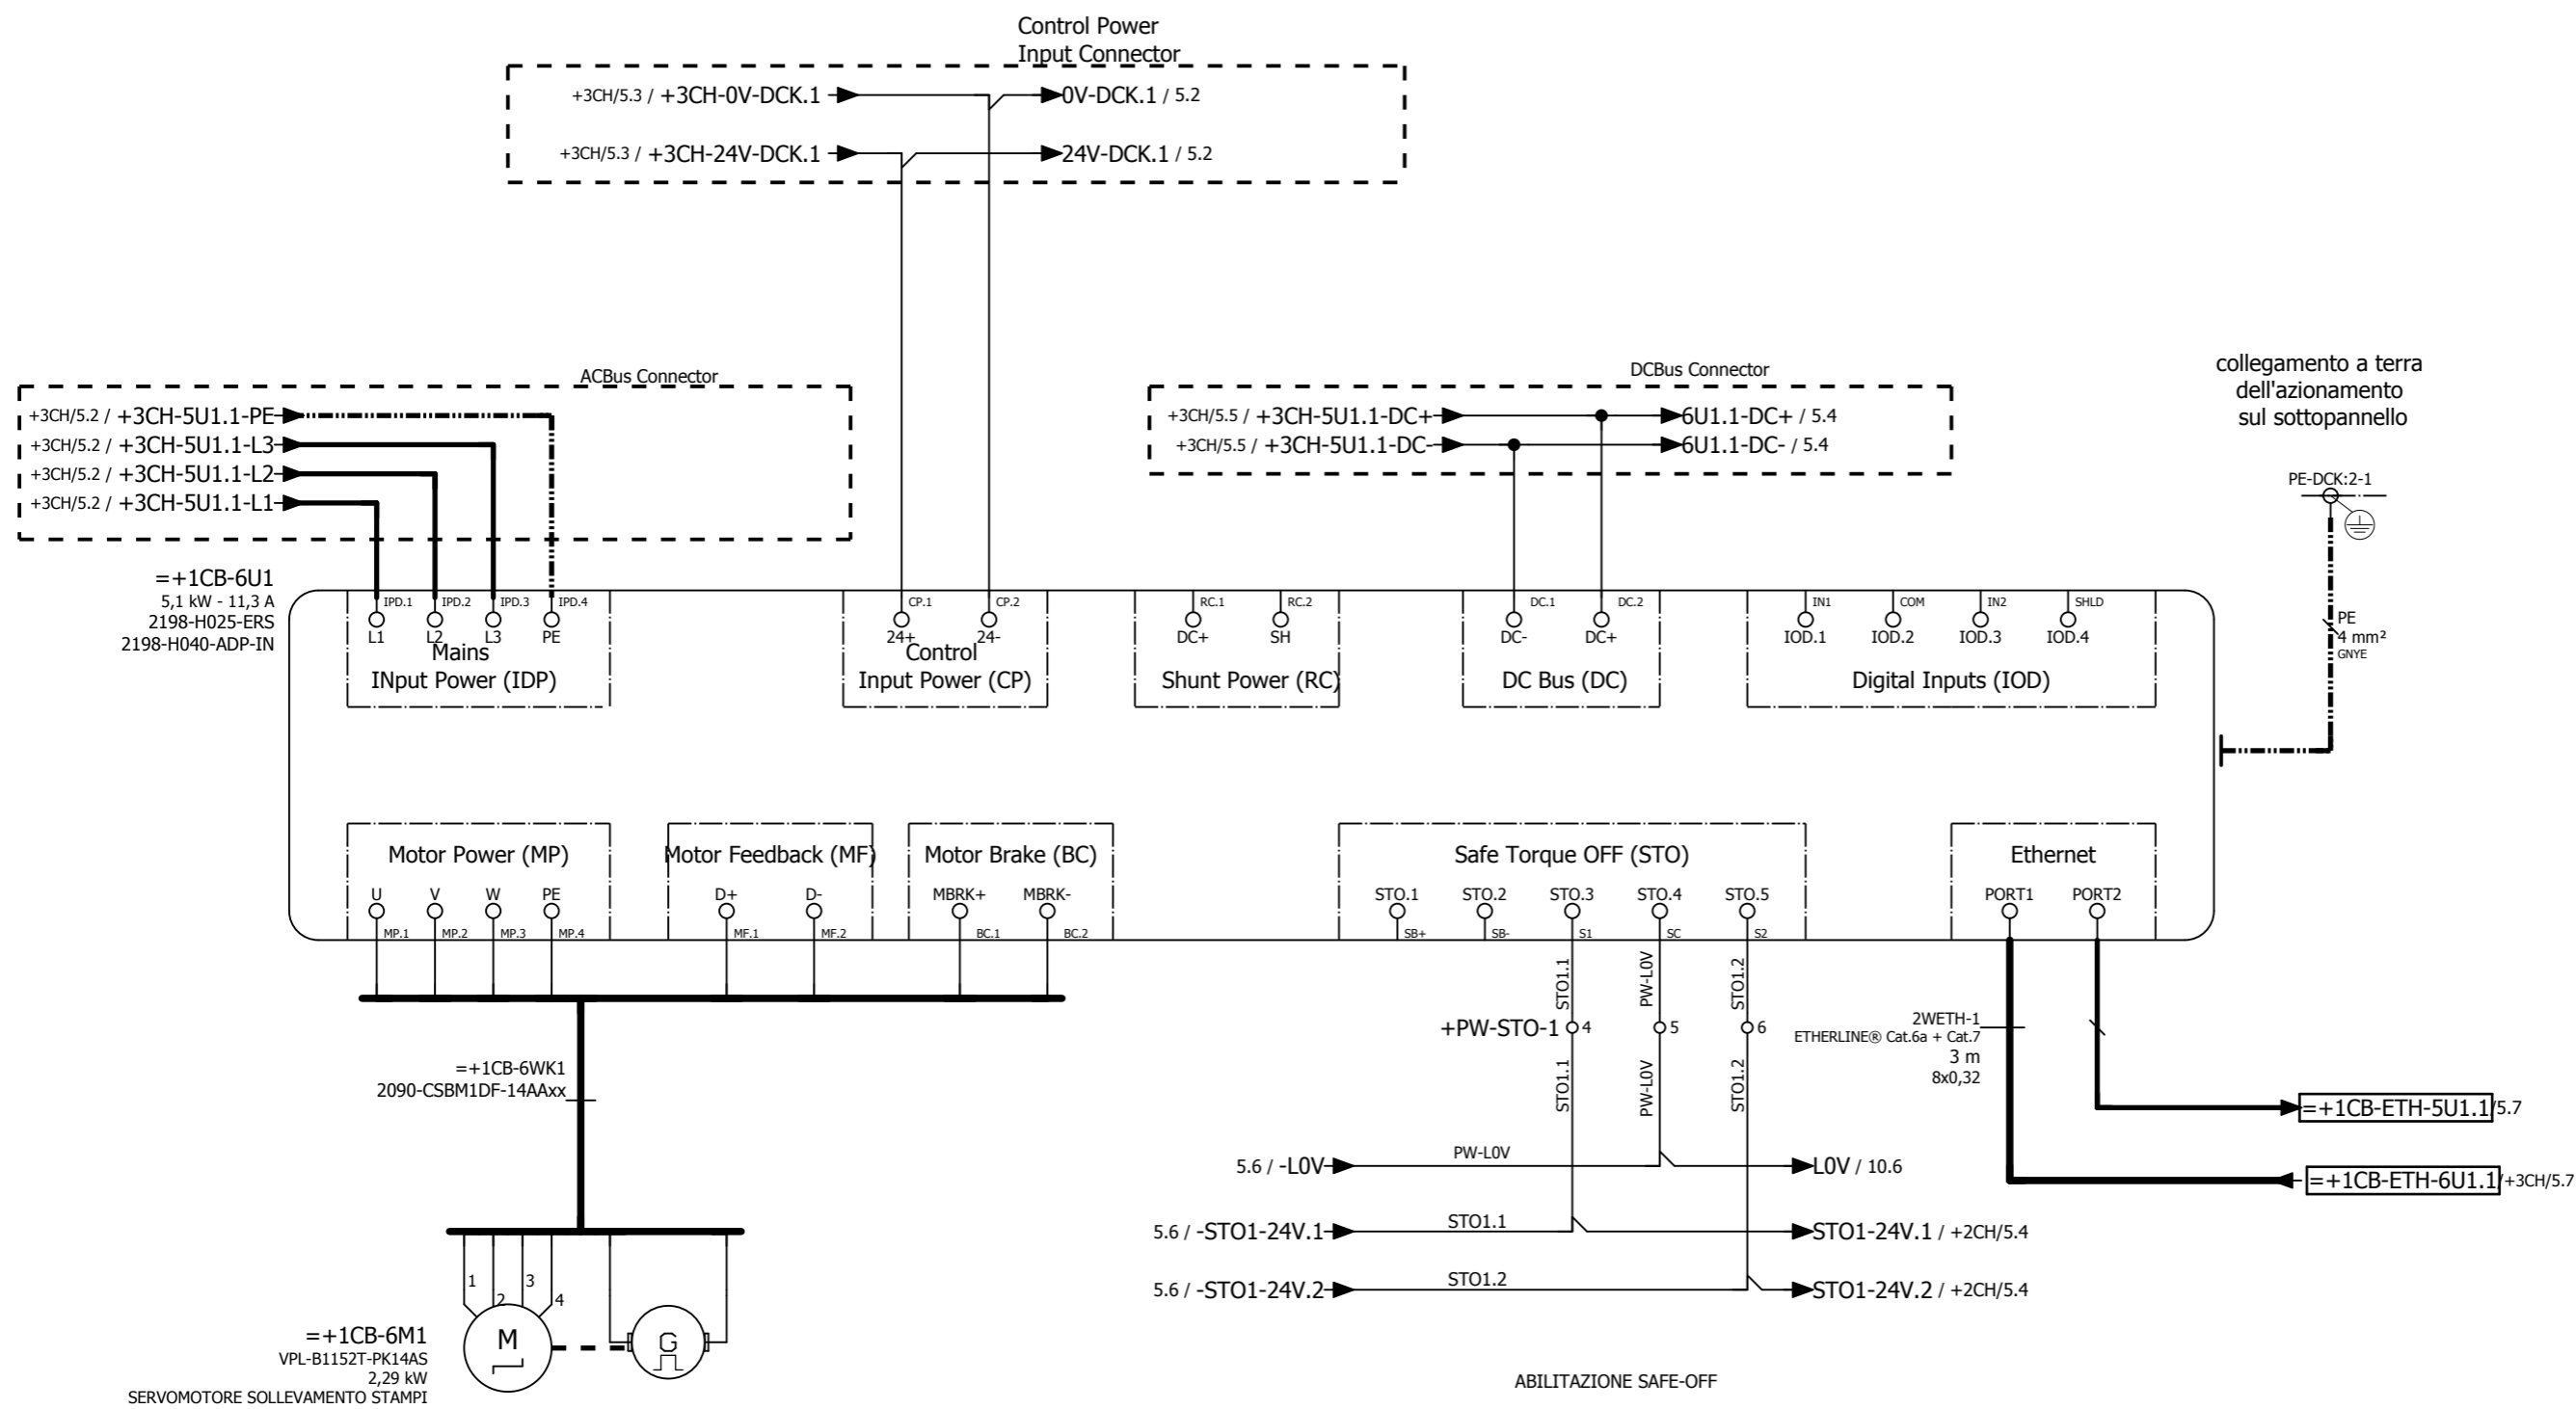 Control Power
Input Connector
+3CH/5.3 / +3CH-0V-DCK.1
0V-DCK.1 / 5.2
+3CH/5.3 / +3CH-24V-DCK.1
24V-DCK.1 / 5.2
ACBus Connector
+3CH/5.2 / +3CH-5U1.1-PE
+3CH/5.2 / +3CH-5U1.1-L3
+3CH/5.2 / +3CH-5U1.1-L2
+3CH/5.2 / +3CH-5U1.1-L1
DCBus Connector
+3CH/5.5 / +3CH-5U1.1-DC+
6U1.1-DC+ / 5.4
+3CH/5.5 / +3CH-5U1.1-DC-
6U1.1-DC- / 5.4
collegamento a terra
dell'azionamento
sul sottopannello
PE-DCK:2-1
PE
4 mm²
GNYE
=+1CB-6U1
5,1 kW - 11,3 A
2198-H025-ERS
2198-H040-ADP-IN
IPD.1 IPD.2 IPD.3 IPD.4
L1 L2 L3 PE
Mains
INput Power (IDP)
CP.1 CP.2
24+ 24-
Control
Input Power (CP)
RC.1 RC.2
DC+ SH
Shunt Power (RC)
DC.1 DC.2
DC- DC+
DC Bus (DC)
IN1 COM IN2 SHLD
IOD.1 IOD.2 IOD.3 IOD.4
Digital Inputs (IOD)
Motor Power (MP)
U V W PE
MP.1 MP.2 MP.3 MP.4
Motor Feedback (MF)
D+ D-
MF.1 MF.2
Motor Brake (BC)
MBRK+ MBRK-
BC.1 BC.2
Safe Torque OFF (STO)
STO.1 STO.2 STO.3 STO.4 STO.5
SB+ SB- S1 SC S2
Ethernet
PORT1 PORT2
STO1.1 PW-L0V STO1.2
+PW-STO-1 4 5 6
STO1.1 PW-L0V STO1.2
2WETH-1
ETHERLINE® Cat.6a + Cat.7
3 m
8x0,32
=+1CB-6WK1
2090-CSBM1DF-14AAxx
=+1CB-ETH-5U1.1/5.7
=+1CB-ETH-6U1.1/+3CH/5.7
5.6 / -L0V
PW-L0V
L0V / 10.6
5.6 / -STO1-24V.1
STO1.1
STO1-24V.1 / +2CH/5.4
5.6 / -STO1-24V.2
STO1.2
STO1-24V.2 / +2CH/5.4
1 2 3 4
M
G
=+1CB-6M1
VPL-B1152T-PK14AS
2,29 kW
SERVOMOTORE SOLLEVAMENTO STAMPI
ABILITAZIONE SAFE-OFF